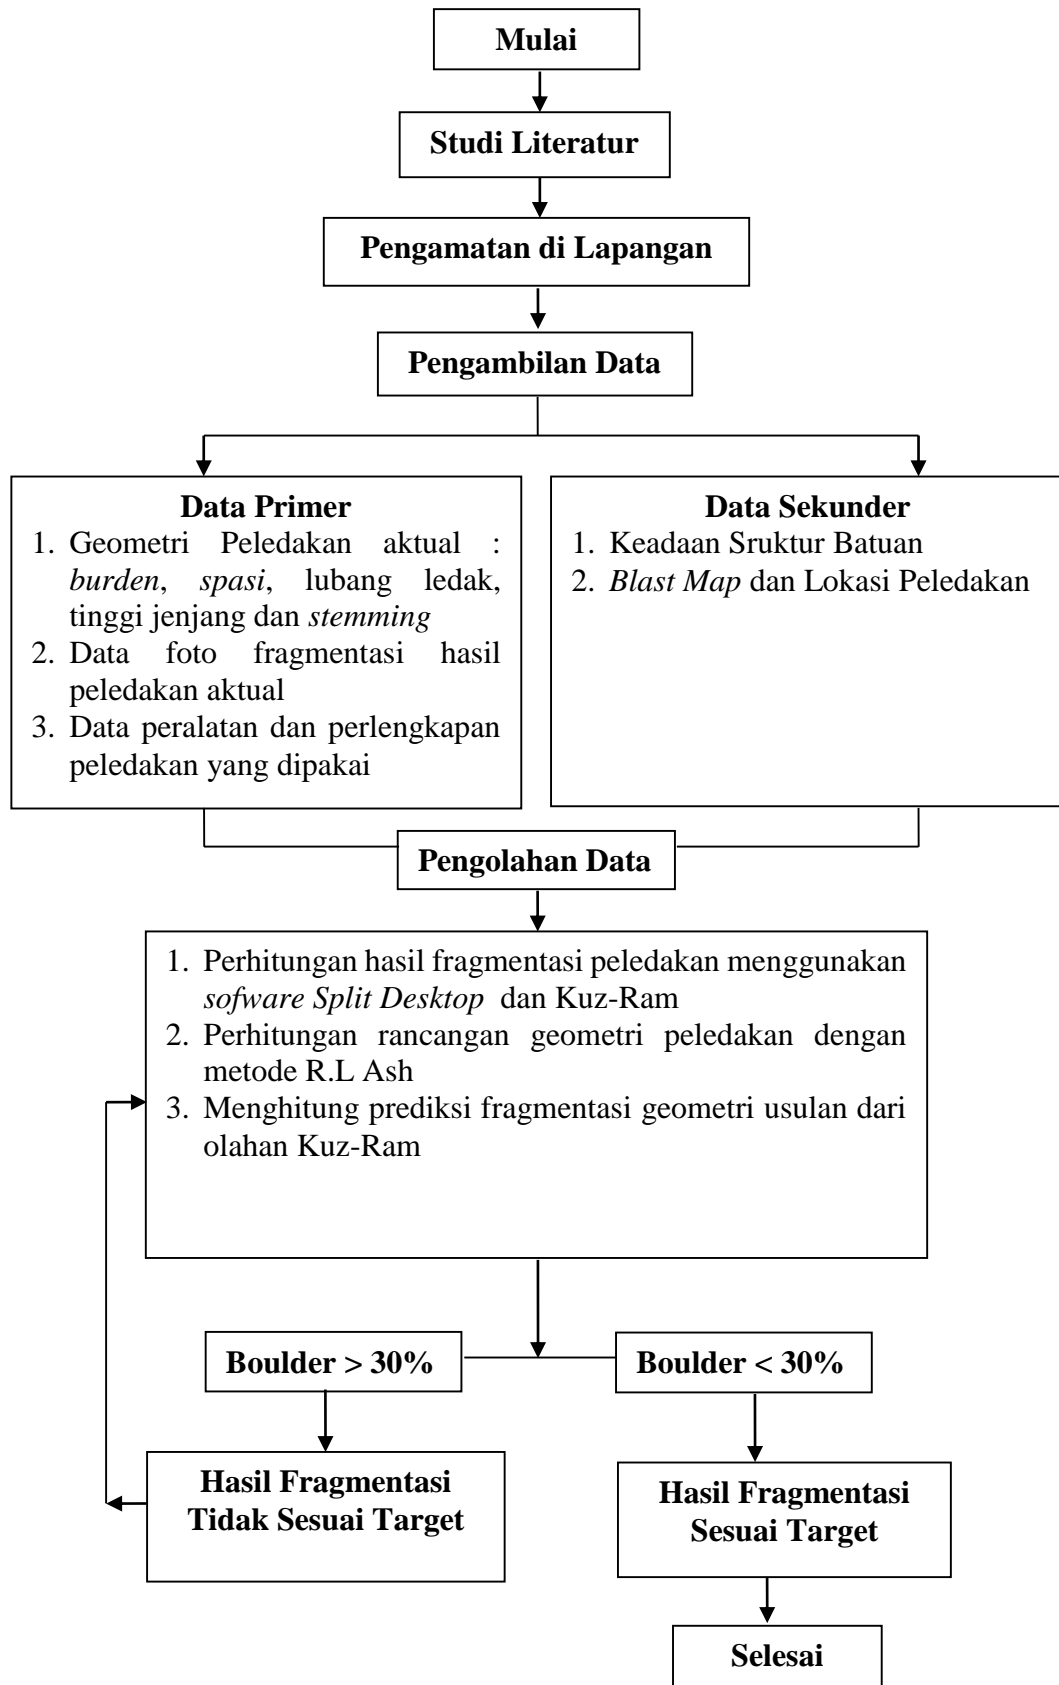 Mulai
Studi Literatur
Pengamatan di Lapangan
Pengambilan Data
Data Primer
1. Geometri Peledakan aktual :
burden, spasi, lubang ledak,
tinggi jenjang dan stemming
2. Data foto fragmentasi hasil
peledakan aktual
3. Data peralatan dan perlengkapan
peledakan yang dipakai
Data Sekunder
1. Keadaan Sruktur Batuan
2. Blast Map dan Lokasi Peledakan
Pengolahan Data
1. Perhitungan hasil fragmentasi peledakan menggunakan
sofware Split Desktop dan Kuz-Ram
2. Perhitungan rancangan geometri peledakan dengan
metode R.L Ash
3. Menghitung prediksi fragmentasi geometri usulan dari
olahan Kuz-Ram
Boulder > 30%
Boulder < 30%
Hasil Fragmentasi
Tidak Sesuai Target
Hasil Fragmentasi
Sesuai Target
Selesai